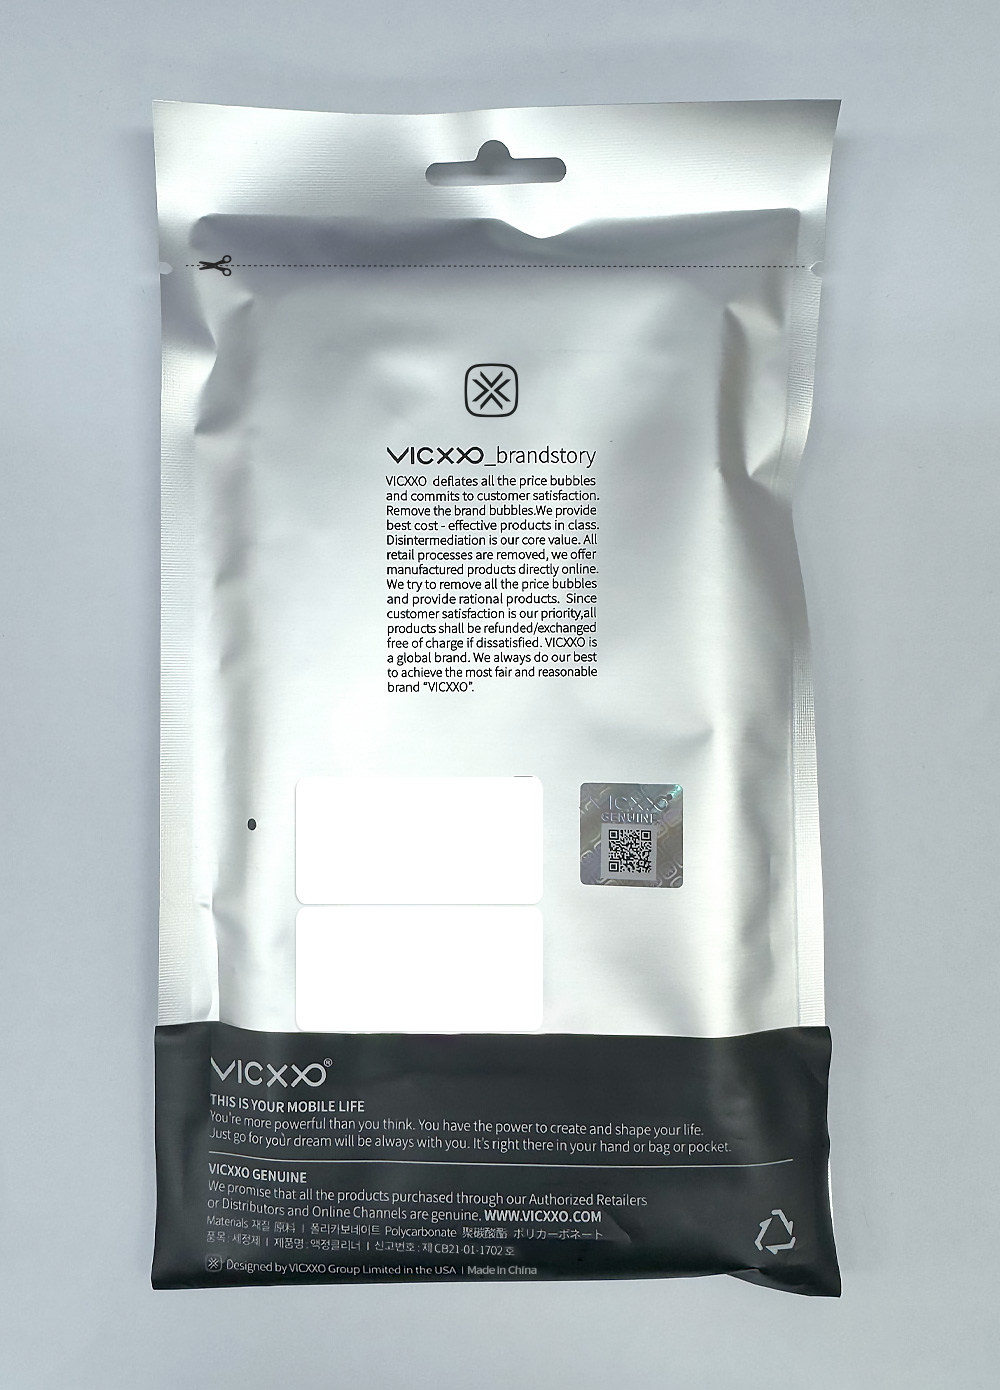 VICXXO_brandstory
VICXXO deflates all the price bubbles
and commits to customer satisfaction.
Remove the brand bubbles.We provide
best cost - effective products in class.
Disintermediation is our core value. All
retail processes are removed, we offer
manufactured products directly online.
We try to remove all the price bubbles
and provide rational products. Since
customer satisfaction is our priority,all
products shall be refunded/exchanged
free of charge if dissatisfied. VICXXO is
a global brand. We always do our best
to achieve the most fair and reasonable
brand “VICXXO”.
VICXXO
GENUINE
VICXXO®
THIS IS YOUR MOBILE LIFE
You're more powerful than you think. You have the power to create and shape your life.
Just go for your dream will be always with you. It's right there in your hand or bag or pocket.
VICXXO GENUINE
We promise that all the products purchased through our Authorized Retailers
or Distributors and Online Channels are genuine. WWW.VICXXO.COM
Materials 재질 原料 | 폴리카보네이트 Polycarbonate 聚碳酸酯 ポリカーボネート
품목 : 세정제 | 제품명 : 액정클리너 | 신고번호 : 제 CB21-01-1702 호
Designed by VICXXO Group Limited in the USA | Made in China